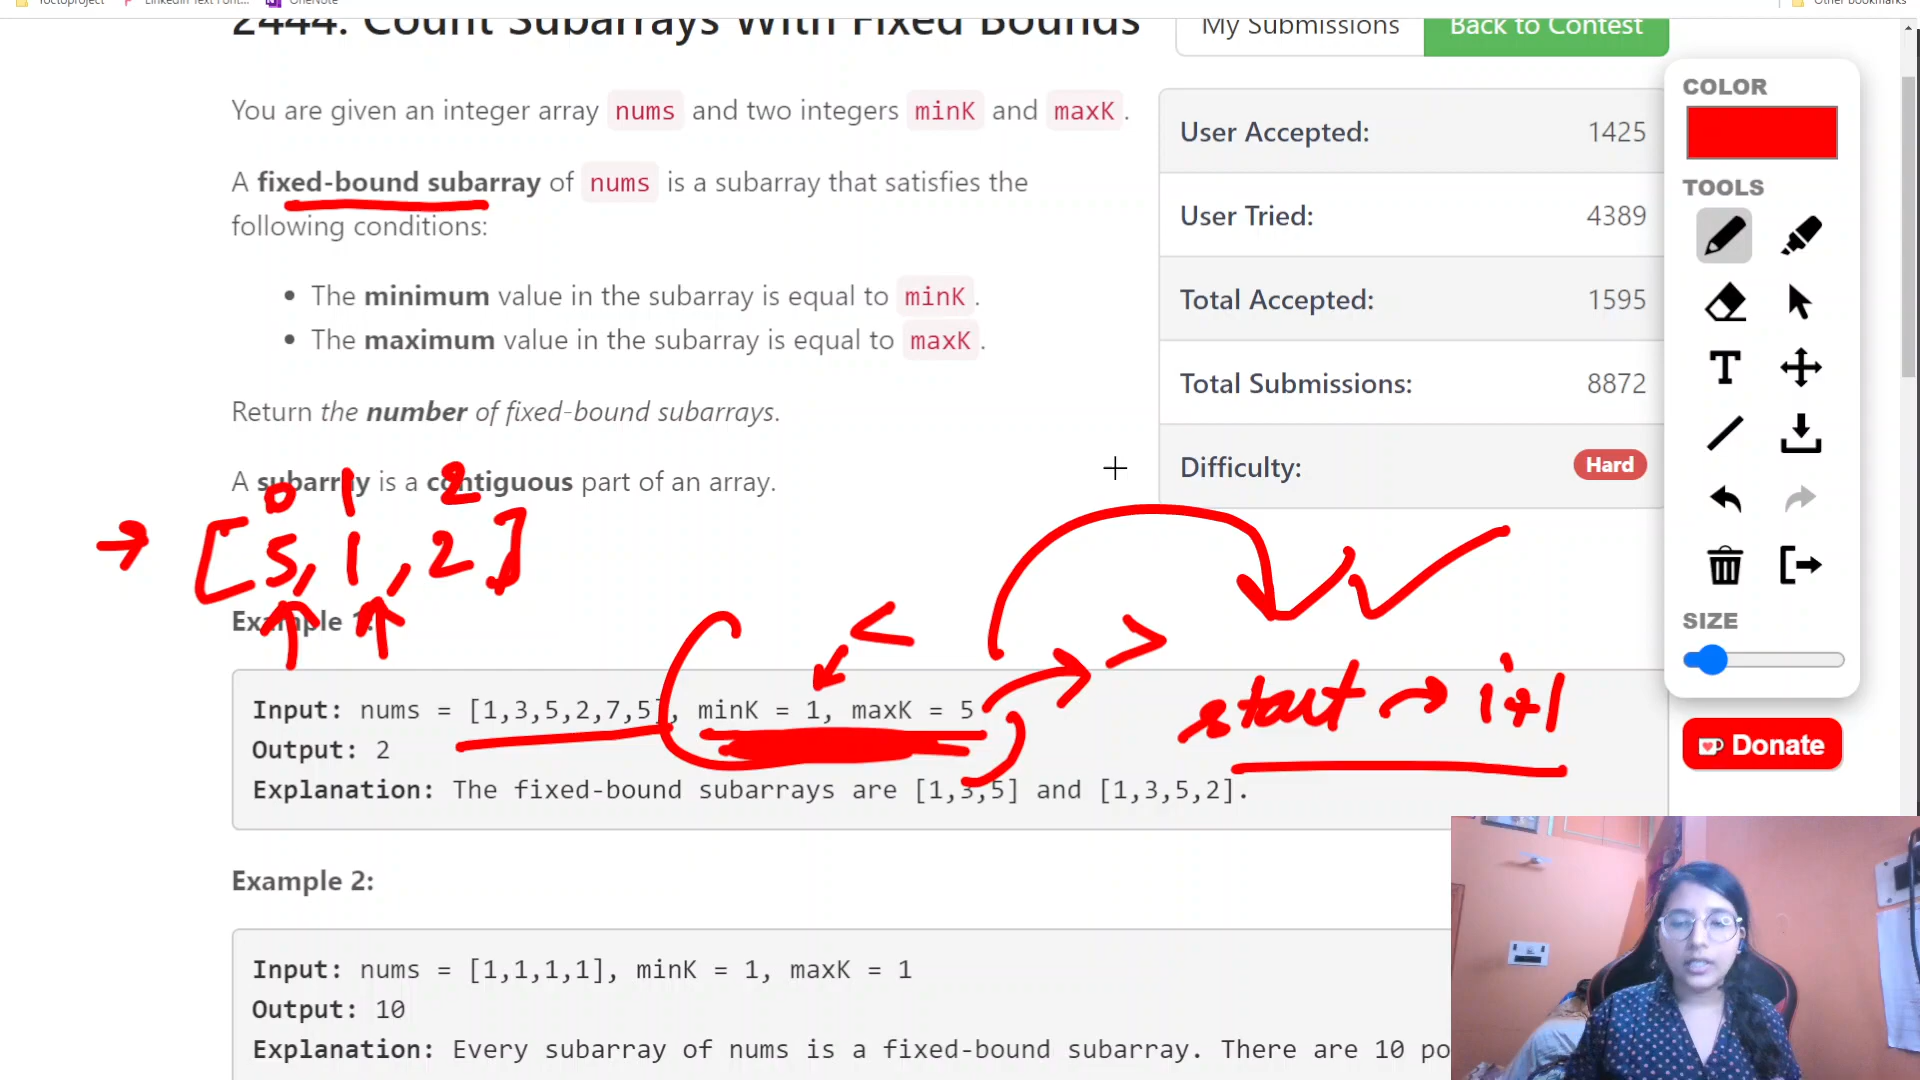 LinkedIn Text Font...
OneNote
Other bookmarks
2444. Count Subarrays With Fixed Bounds
My Submissions
Back to Contest
You are given an integer array nums and two integers minK and maxK.
A fixed-bound subarray of nums is a subarray that satisfies the
following conditions:
• The minimum value in the subarray is equal to minK.
• The maximum value in the subarray is equal to maxK.
Return the number of fixed-bound subarrays.
A subarray is a contiguous part of an array.
User Accepted: 1425
User Tried: 4389
Total Accepted: 1595
Total Submissions: 8872
Difficulty: Hard
0 1 2
→ [5, 1, 2]
< >
start → i+1
Example 1:
Input: nums = [1,3,5,2,7,5], minK = 1, maxK = 5
Output: 2
Explanation: The fixed-bound subarrays are [1,3,5] and [1,3,5,2].
Example 2:
Input: nums = [1,1,1,1], minK = 1, maxK = 1
Output: 10
Explanation: Every subarray of nums is a fixed-bound subarray. There are 10 po
COLOR
TOOLS
T
SIZE
Donate